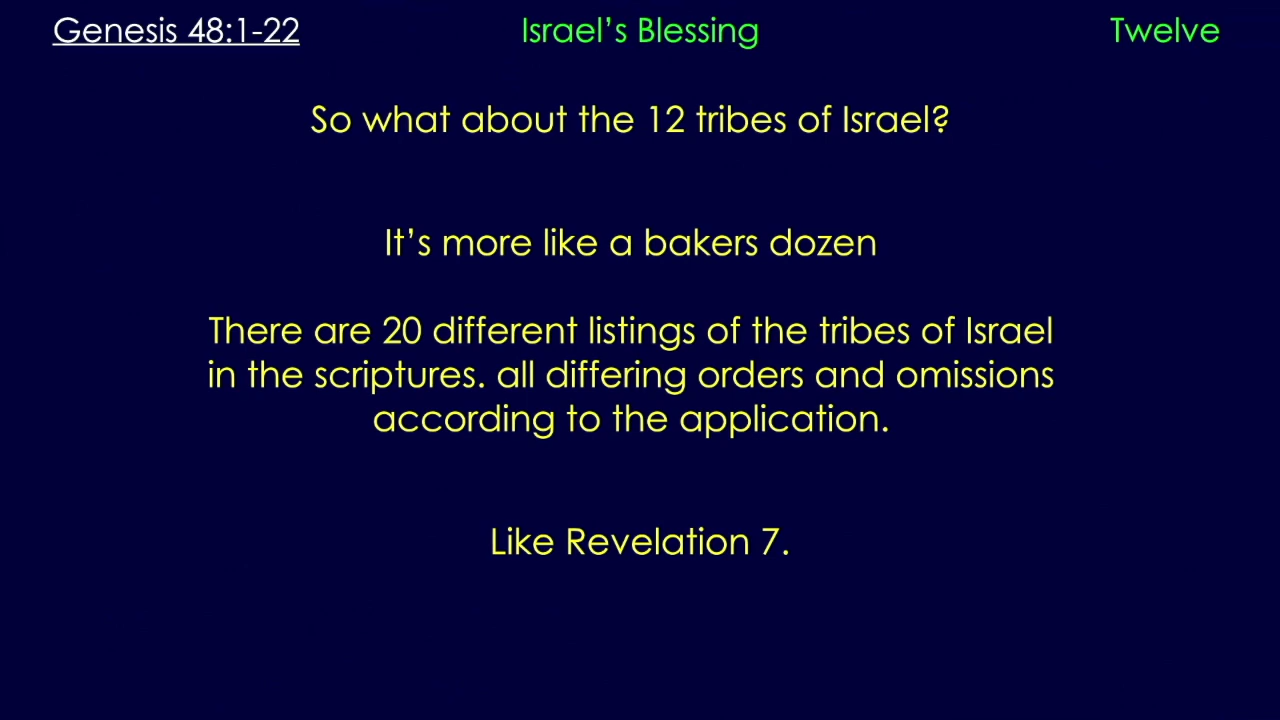 Genesis 48:1-22
Israel’s Blessing
Twelve
So what about the 12 tribes of Israel?
It’s more like a bakers dozen
There are 20 different listings of the tribes of Israel
in the scriptures. all differing orders and omissions
according to the application.
Like Revelation 7.